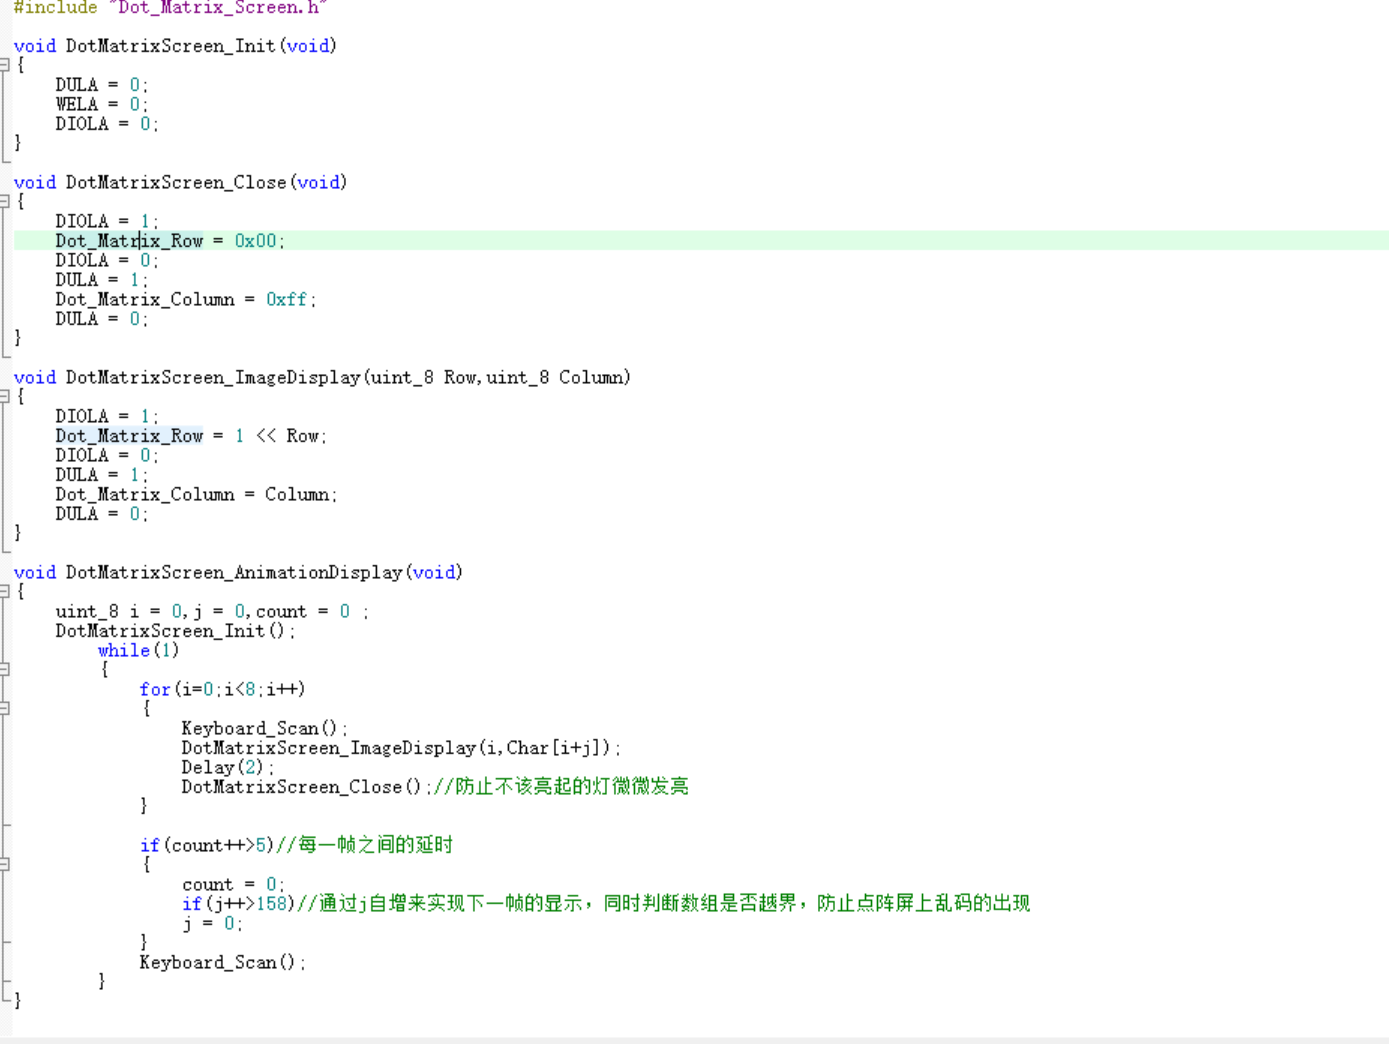 #include "Dot_Matrix_Screen.h"
void DotMatrixScreen_Init(void)
{
DULA = 0;
WELA = 0;
DIOLA = 0;
}
void DotMatrixScreen_Close(void)
{
DIOLA = 1;
Dot_Matrix_Row = 0x00;
DIOLA = 0;
DULA = 1;
Dot_Matrix_Column = 0xff;
DULA = 0;
}
void DotMatrixScreen_ImageDisplay(uint_8 Row,uint_8 Column)
{
DIOLA = 1;
Dot_Matrix_Row = 1 << Row;
DIOLA = 0;
DULA = 1;
Dot_Matrix_Column = Column;
DULA = 0;
}
void DotMatrixScreen_AnimationDisplay(void)
{
uint_8 i = 0,j = 0,count = 0 ;
DotMatrixScreen_Init();
while(1)
{
for(i=0;i<8;i++)
{
Keyboard_Scan();
DotMatrixScreen_ImageDisplay(i,Char[i+j]);
Delay(2);
DotMatrixScreen_Close();//防止不该亮起的灯微微发亮
}
if(count++>5)//每一帧之间的延时
{
count = 0;
if(j++>158)//通过j自增来实现下一帧的显示，同时判断数组是否越界，防止点阵屏上乱码的出现
j = 0;
}
Keyboard_Scan();
}
}